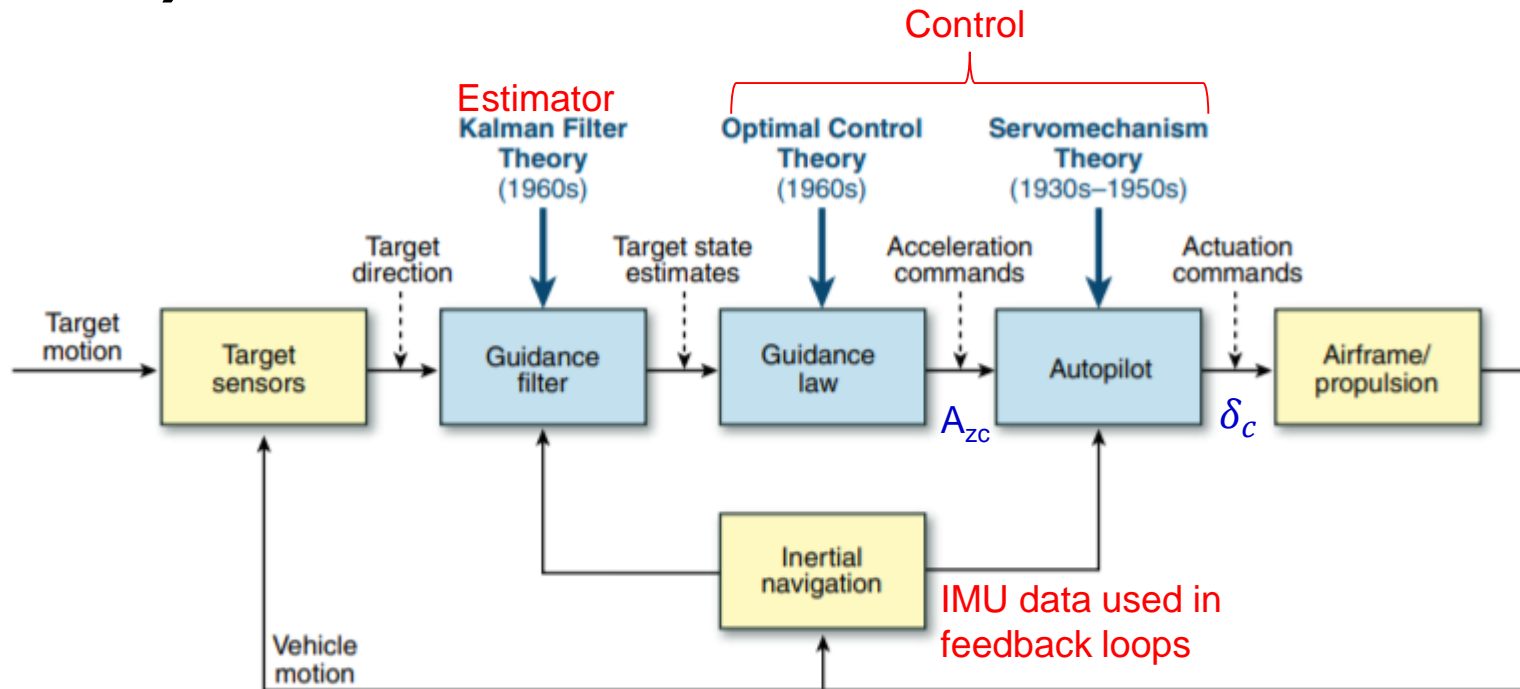 Control
Estimator
Kalman Filter
Theory
(1960s)
Optimal Control
Theory
(1960s)
Servomechanism
Theory
(1930s–1950s)
Target
direction
Target state
estimates
Acceleration
commands
Actuation
commands
Target
motion
Target
sensors
Guidance
filter
Guidance
law
Autopilot
Airframe/
propulsion
Azc
δc
Inertial
navigation
IMU data used in
feedback loops
Vehicle
motion